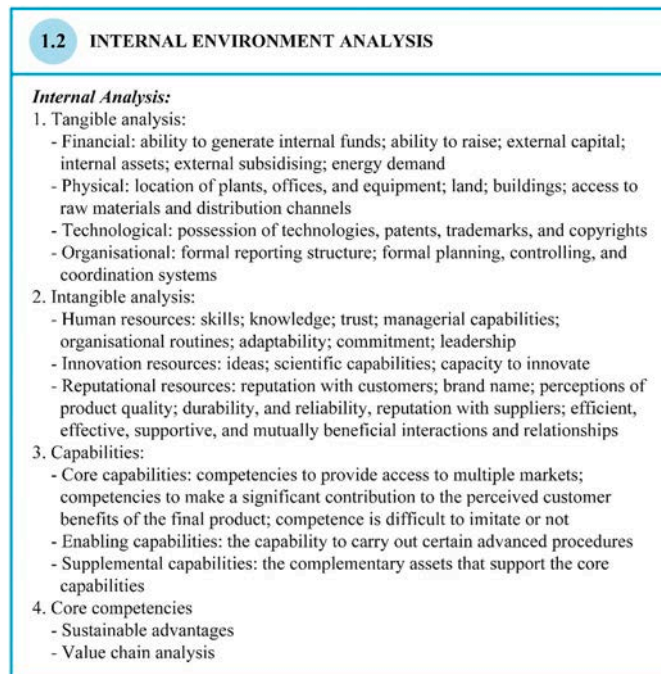 1.2 INTERNAL ENVIRONMENT ANALYSIS
Internal Analysis:
1. Tangible analysis:
- Financial: ability to generate internal funds; ability to raise; external capital;
internal assets; external subsidising; energy demand
- Physical: location of plants, offices, and equipment; land; buildings; access to
raw materials and distribution channels
- Technological: possession of technologies, patents, trademarks, and copyrights
- Organisational: formal reporting structure; formal planning, controlling, and
coordination systems
2. Intangible analysis:
- Human resources: skills; knowledge; trust; managerial capabilities;
organisational routines; adaptability; commitment; leadership
- Innovation resources: ideas; scientific capabilities; capacity to innovate
- Reputational resources: reputation with customers; brand name; perceptions of
product quality; durability, and reliability, reputation with suppliers; efficient,
effective, supportive, and mutually beneficial interactions and relationships
3. Capabilities:
- Core capabilities: competencies to provide access to multiple markets;
competencies to make a significant contribution to the perceived customer
benefits of the final product; competence is difficult to imitate or not
- Enabling capabilities: the capability to carry out certain advanced procedures
- Supplemental capabilities: the complementary assets that support the core
capabilities
4. Core competencies
- Sustainable advantages
- Value chain analysis